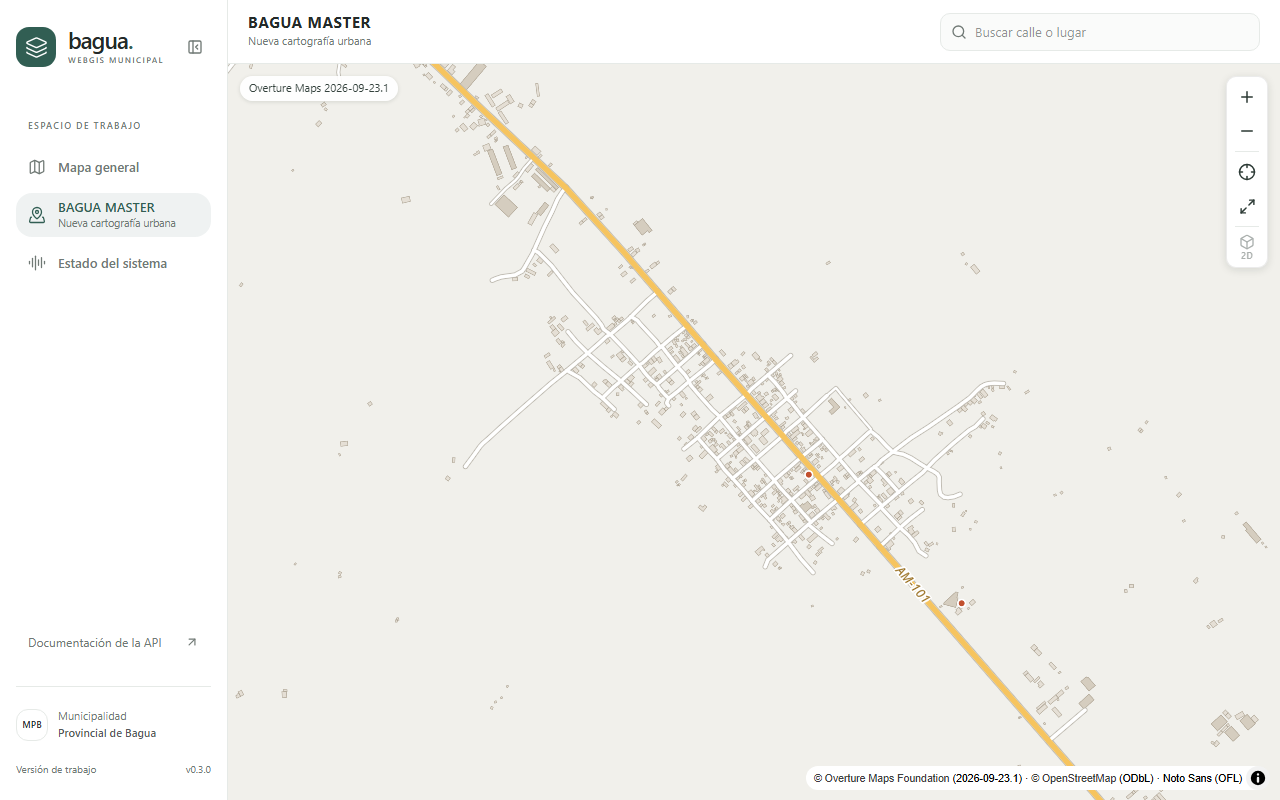 bagua.
WEBGIS MUNICIPAL
ESPACIO DE TRABAJO
Mapa general
BAGUA MASTER
Nueva cartografía urbana
Estado del sistema
Documentación de la API
MPB
Municipalidad
Provincial de Bagua
Versión de trabajo
v0.3.0
BAGUA MASTER
Nueva cartografía urbana
Buscar calle o lugar
Overture Maps 2026-09-23.1
2D
AM-101
© Overture Maps Foundation (2026-09-23.1) · © OpenStreetMap (ODbL) · Noto Sans (OFL)